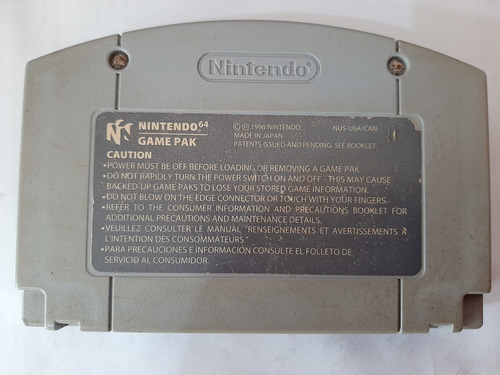 Nintendo®
NINTENDO 64
GAME PAK
© ® 1996 NINTENDO NUS-USA/CAN
MADE IN JAPAN
PATENTS ISSUED AND PENDING. SEE BOOKLET.
CAUTION
•POWER MUST BE OFF BEFORE LOADING OR REMOVING A GAME PAK.
•DO NOT RAPIDLY TURN THE POWER SWITCH ON AND OFF - THIS MAY CAUSE
BACKED-UP GAME PAKS TO LOSE YOUR STORED GAME INFORMATION.
•DO NOT BLOW ON THE EDGE CONNECTOR OR TOUCH WITH YOUR FINGERS.
•REFER TO THE CONSUMER INFORMATION AND PRECAUTIONS BOOKLET FOR
ADDITIONAL PRECAUTIONS AND MAINTENANCE DETAILS.
•VEUILLEZ CONSULTER LE MANUAL "RENSEIGNEMENTS ET AVERTISSEMENTS À
L'INTENTION DES CONSOMMATEURS."
•PARA PRECAUCIONES E INFORMACIÓN CONSULTE EL FOLLETO DE
SERVICIO AL CONSUMIDOR.